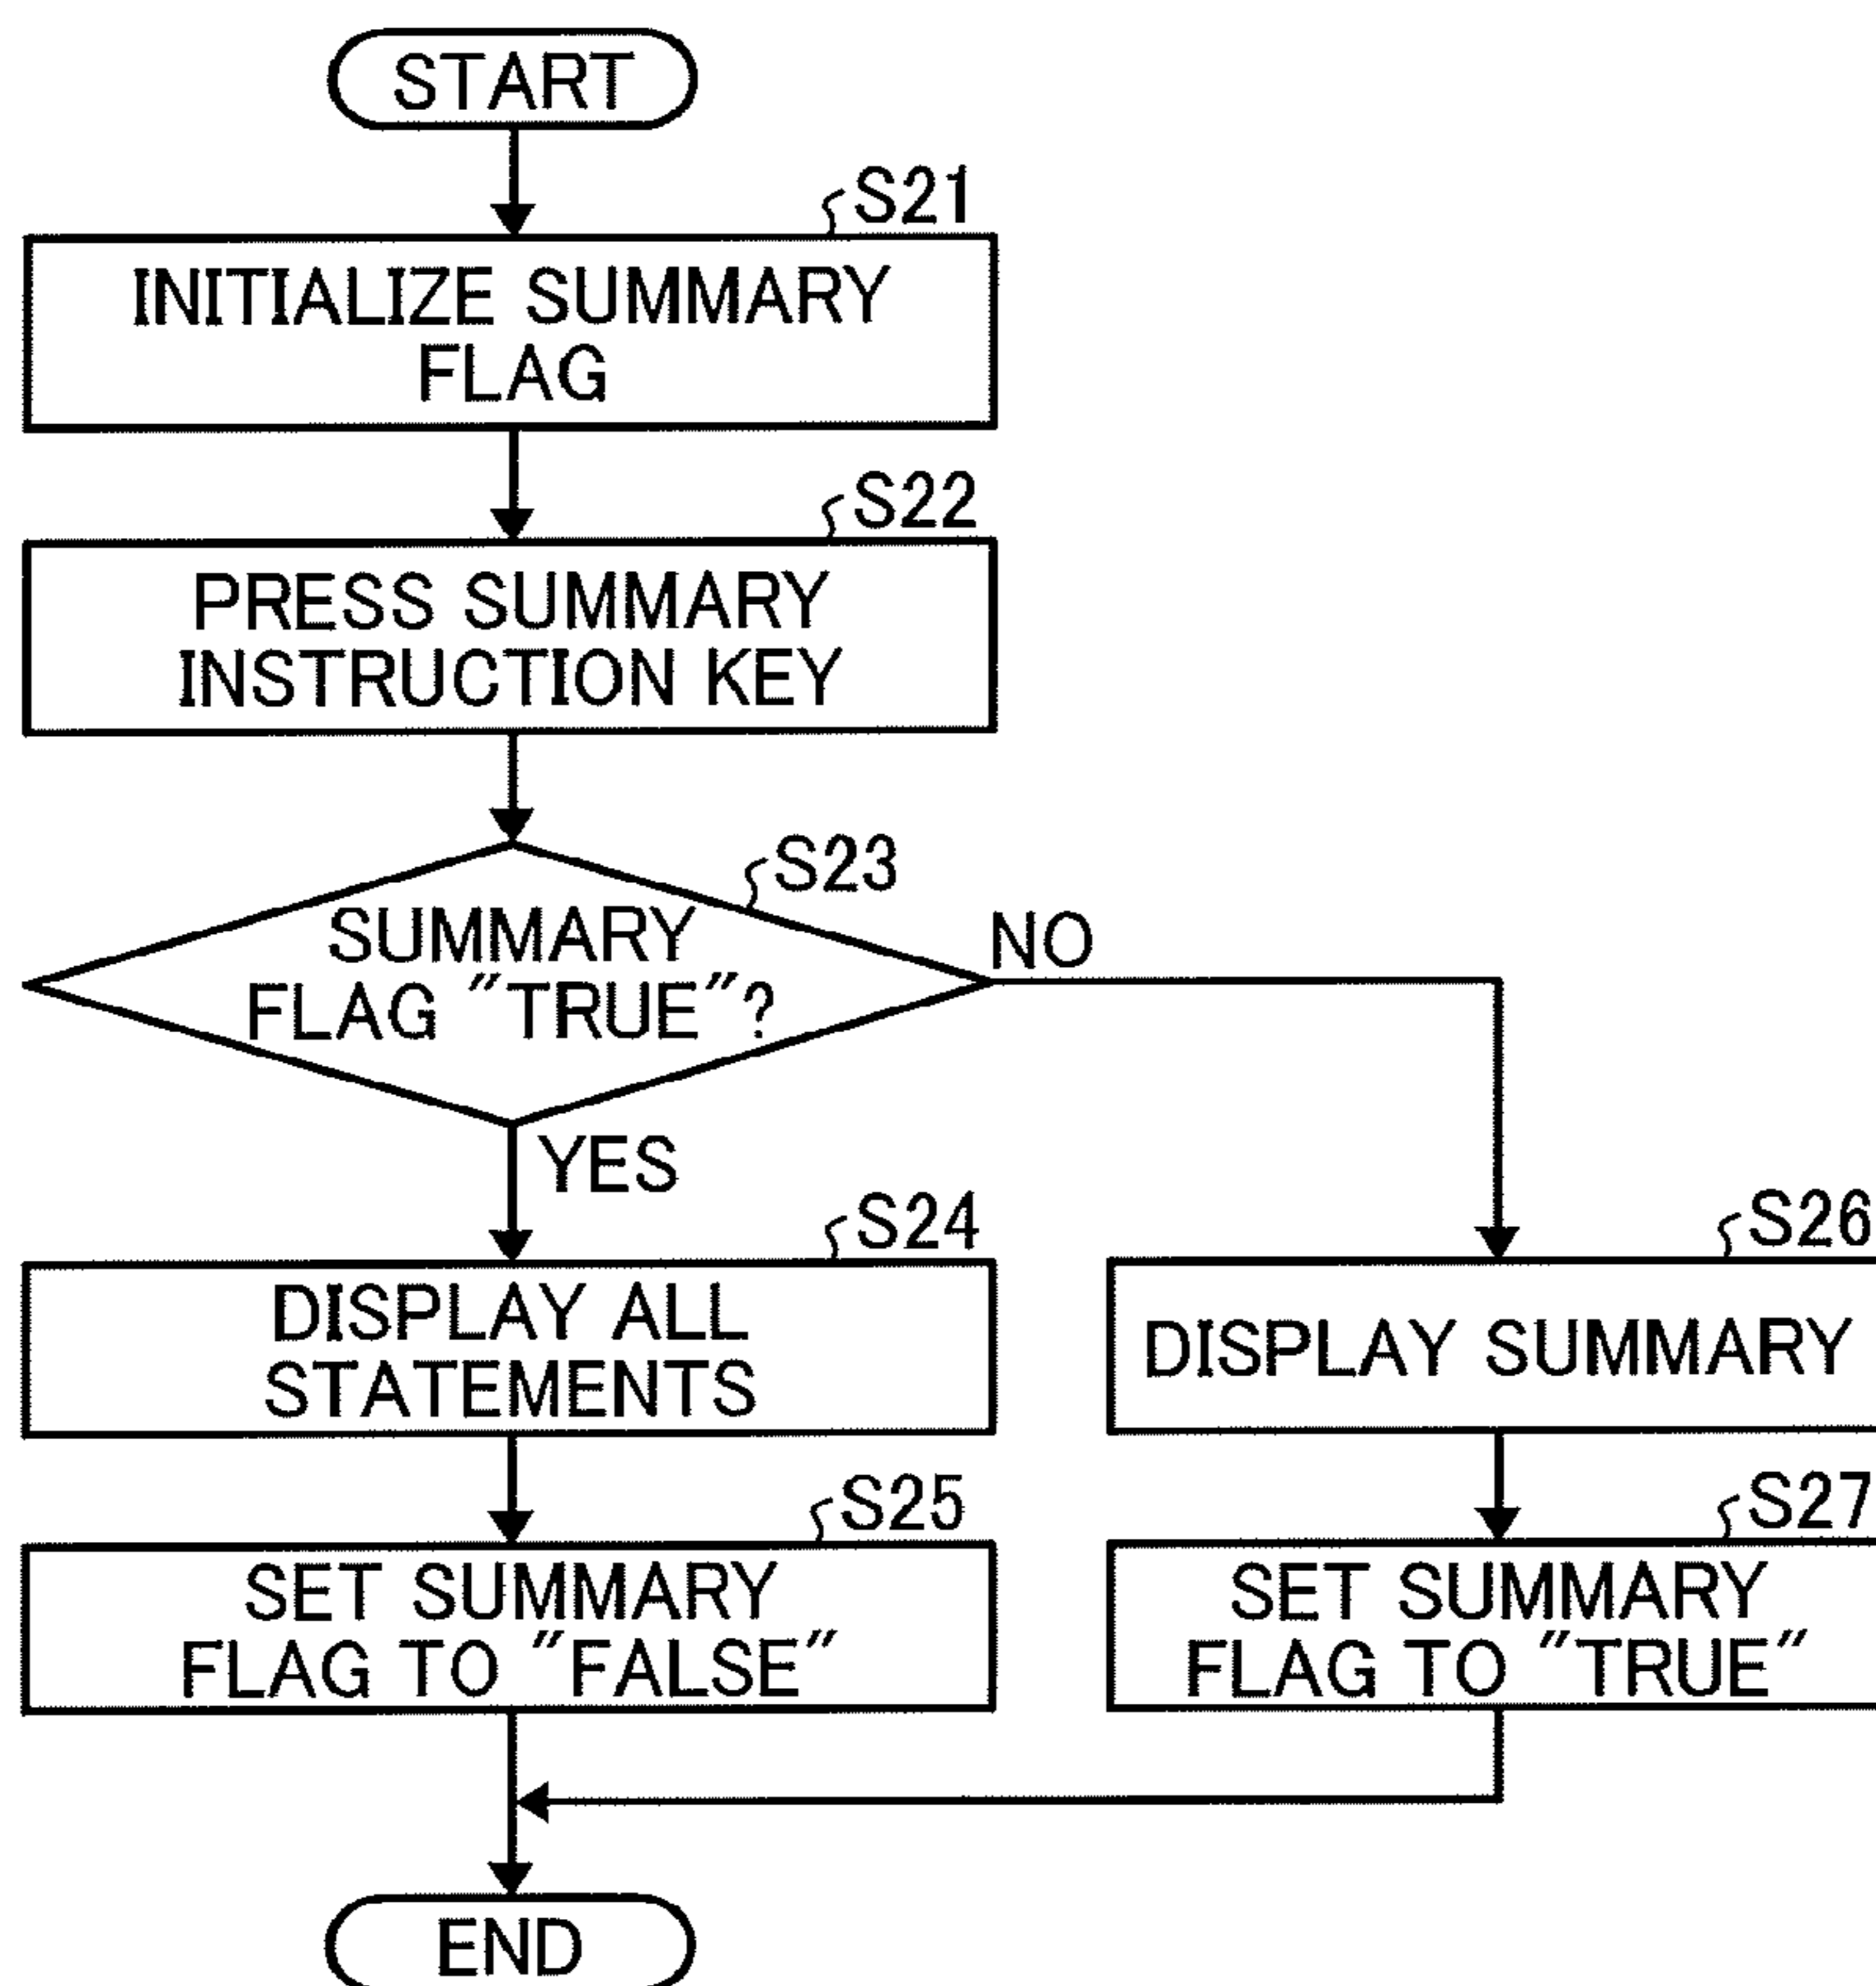 START
S21
INITIALIZE SUMMARY
FLAG
S22
PRESS SUMMARY
INSTRUCTION KEY
S23
SUMMARY
FLAG "TRUE"?
NO
YES
S24
DISPLAY ALL
STATEMENTS
S25
SET SUMMARY
FLAG TO "FALSE"
S26
DISPLAY SUMMARY
S27
SET SUMMARY
FLAG TO "TRUE"
END